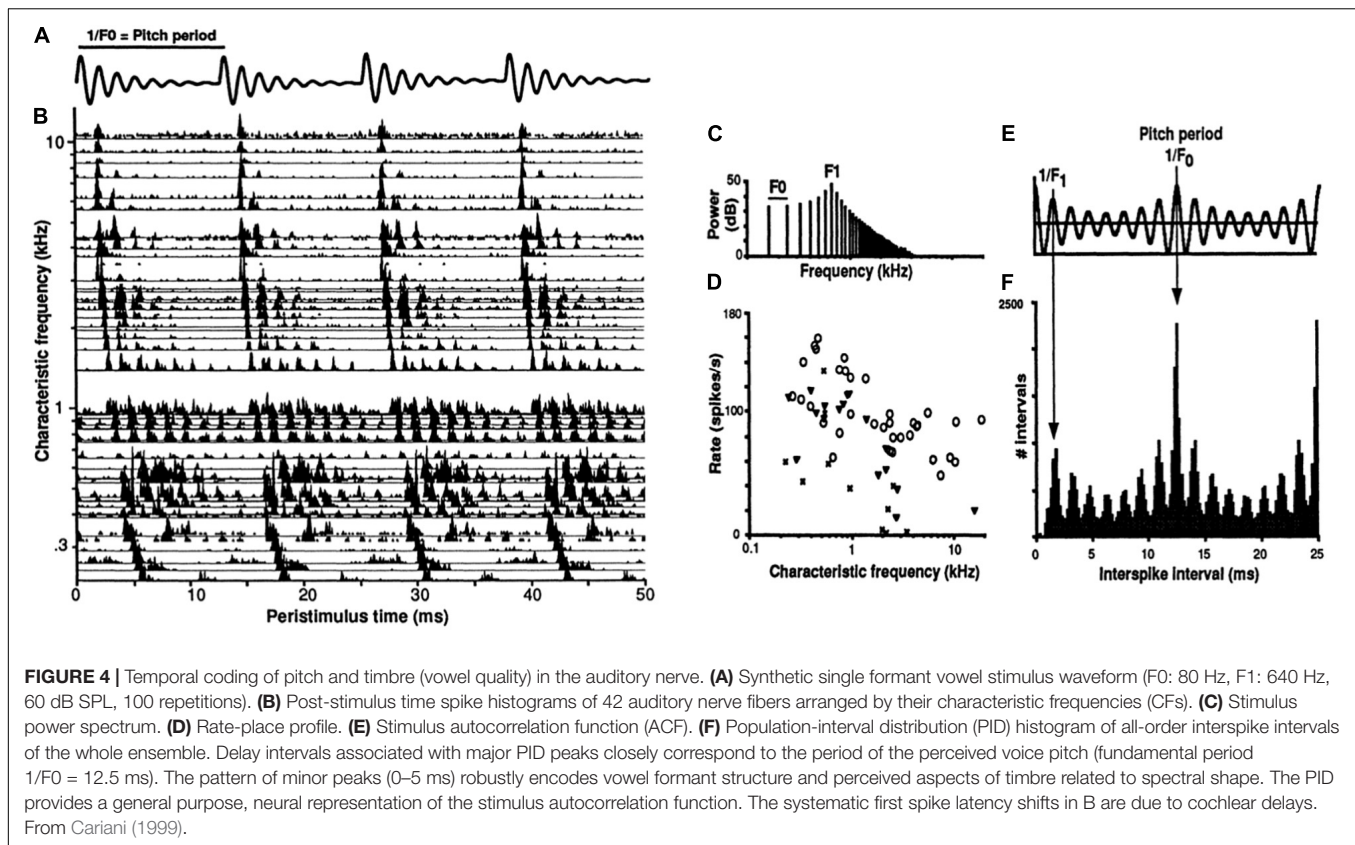 A
1/F0 = Pitch period
B
10
1
.3
Characteristic frequency (kHz)
0 10 20 30 40 50
Peristimulus time (ms)
C
F0
F1
50
0
Power (dB)
Frequency (kHz)
D
180
100
0
Rate (spikes/s)
0.1 1 10
Characteristic frequency (kHz)
E
Pitch period
1/F0
1/F1
F
2500
# Intervals
0 5 10 15 20 25
Interspike interval (ms)
FIGURE 4 | Temporal coding of pitch and timbre (vowel quality) in the auditory nerve. (A) Synthetic single formant vowel stimulus waveform (F0: 80 Hz, F1: 640 Hz,
60 dB SPL, 100 repetitions). (B) Post-stimulus time spike histograms of 42 auditory nerve fibers arranged by their characteristic frequencies (CFs). (C) Stimulus
power spectrum. (D) Rate-place profile. (E) Stimulus autocorrelation function (ACF). (F) Population-interval distribution (PID) histogram of all-order interspike intervals
of the whole ensemble. Delay intervals associated with major PID peaks closely correspond to the period of the perceived voice pitch (fundamental period
1/F0 = 12.5 ms). The pattern of minor peaks (0–5 ms) robustly encodes vowel formant structure and perceived aspects of timbre related to spectral shape. The PID
provides a general purpose, neural representation of the stimulus autocorrelation function. The systematic first spike latency shifts in B are due to cochlear delays.
From Cariani (1999).